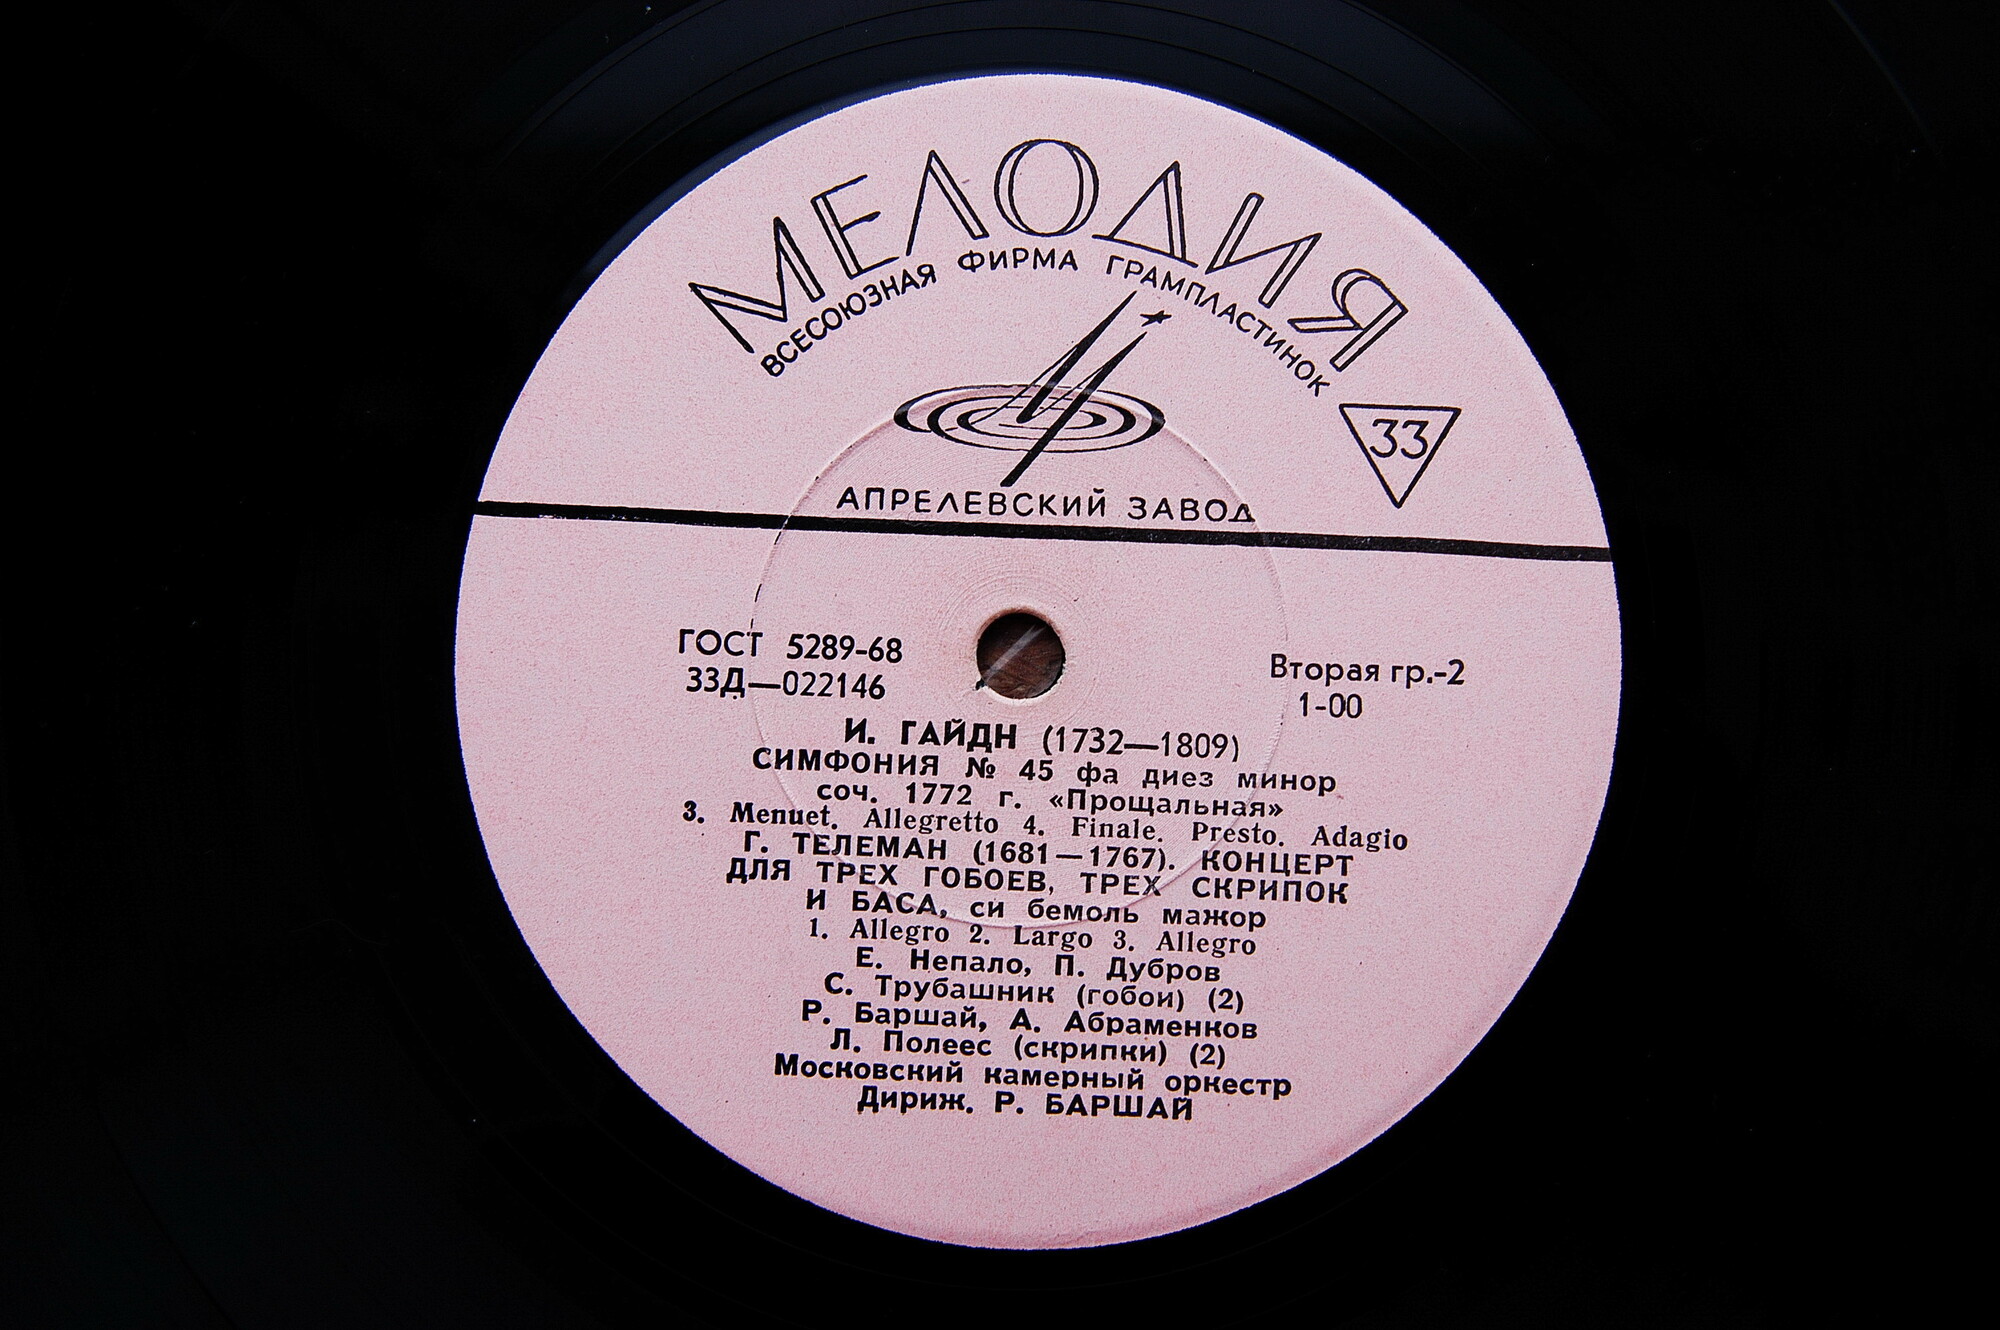 МЕЛОДИЯ
ВСЕСОЮЗНАЯ ФИРМА ГРАМПЛАСТИНОК
33
АПРЕЛЕВСКИЙ ЗАВОД
ГОСТ 5289-68
33Д—022146
Вторая гр.-2
1-00
И. ГАЙДН (1732—1809)
СИМФОНИЯ № 45 фа диез минор
соч. 1772 г. «Прощальная»
3. Menuet. Allegretto 4. Finale. Presto. Adagio
Г. ТЕЛЕМАН (1681—1767). КОНЦЕРТ
ДЛЯ ТРЕХ ГОБОЕВ, ТРЕХ СКРИПОК
И БАСА, си бемоль мажор
1. Allegro 2. Largo 3. Allegro
Е. Непало, П. Дубров
С. Трубашник (гобои) (2)
Р. Баршай, А. Абраменков
Л. Полеес (скрипки) (2)
Московский камерный оркестр
Дириж. Р. БАРШАЙ